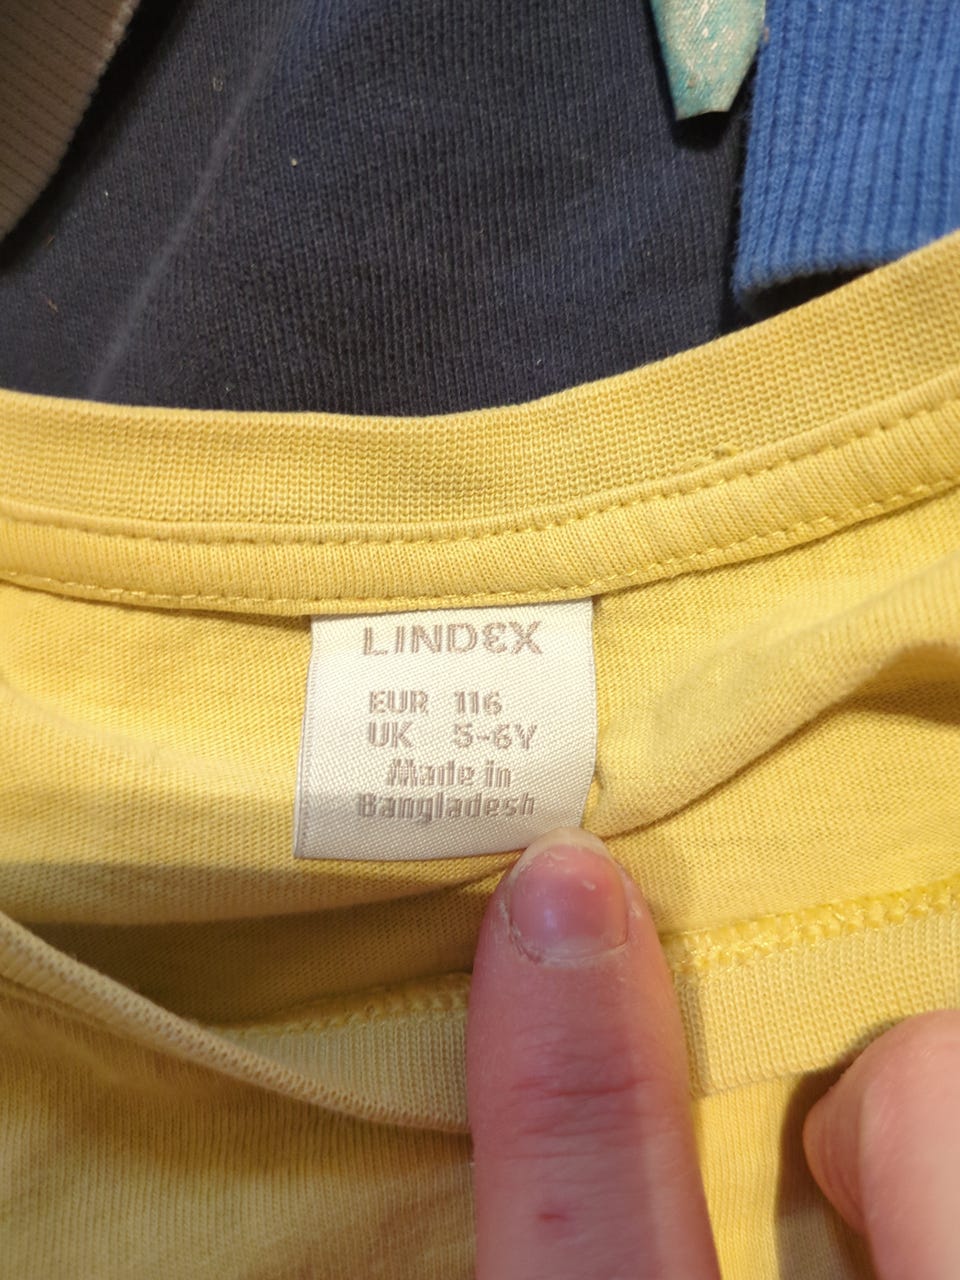 LINDEX
EUR 116
UK 5-6Y
Made in
Bangladesh